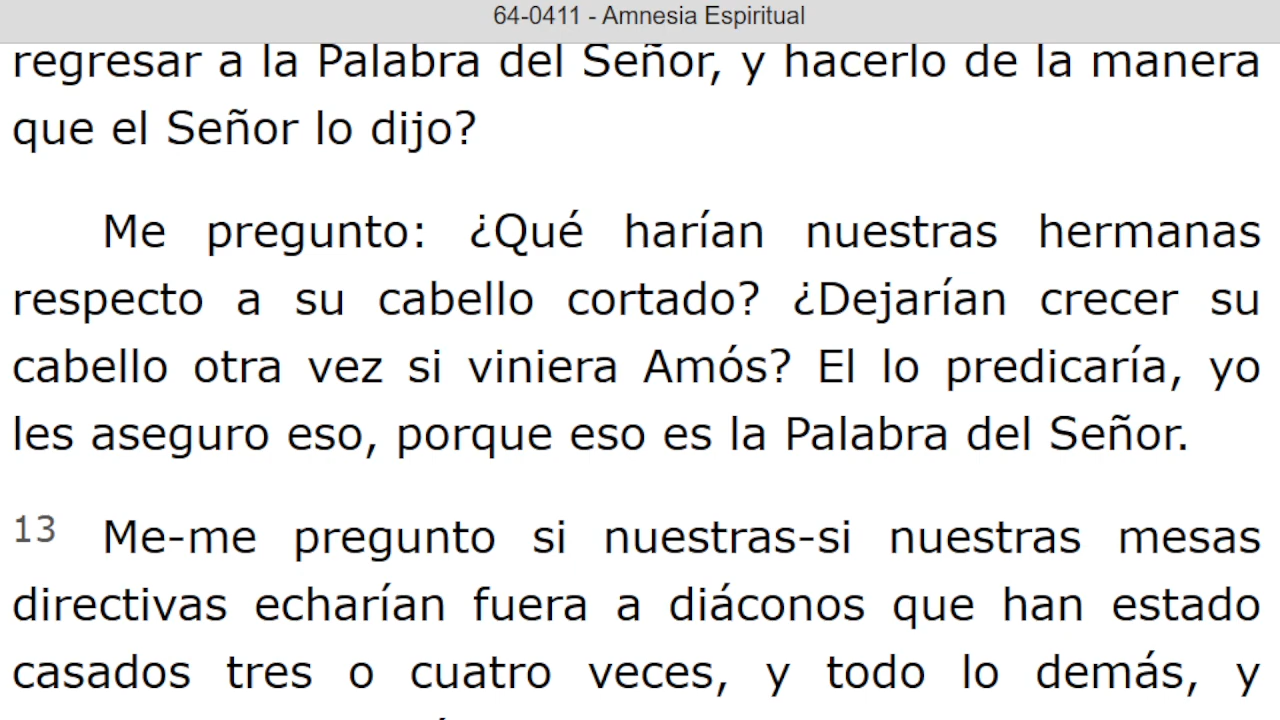 64-0411 - Amnesia Espiritual
regresar a la Palabra del Señor, y hacerlo de la manera
que el Señor lo dijo?
Me pregunto: ¿Qué harían nuestras hermanas
respecto a su cabello cortado? ¿Dejarían crecer su
cabello otra vez si viniera Amós? El lo predicaría, yo
les aseguro eso, porque eso es la Palabra del Señor.
13 Me-me pregunto si nuestras-si nuestras mesas
directivas echarían fuera a diáconos que han estado
casados tres o cuatro veces, y todo lo demás, y